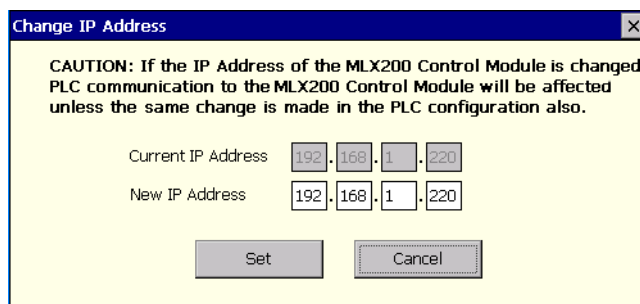 Change IP Address
CAUTION: If the IP Address of the MLX200 Control Module is changed
PLC communication to the MLX200 Control Module will be affected
unless the same change is made in the PLC configuration also.
Current IP Address 192 . 168 . 1 . 220
New IP Address 192 . 168 . 1 . 220
Set Cancel